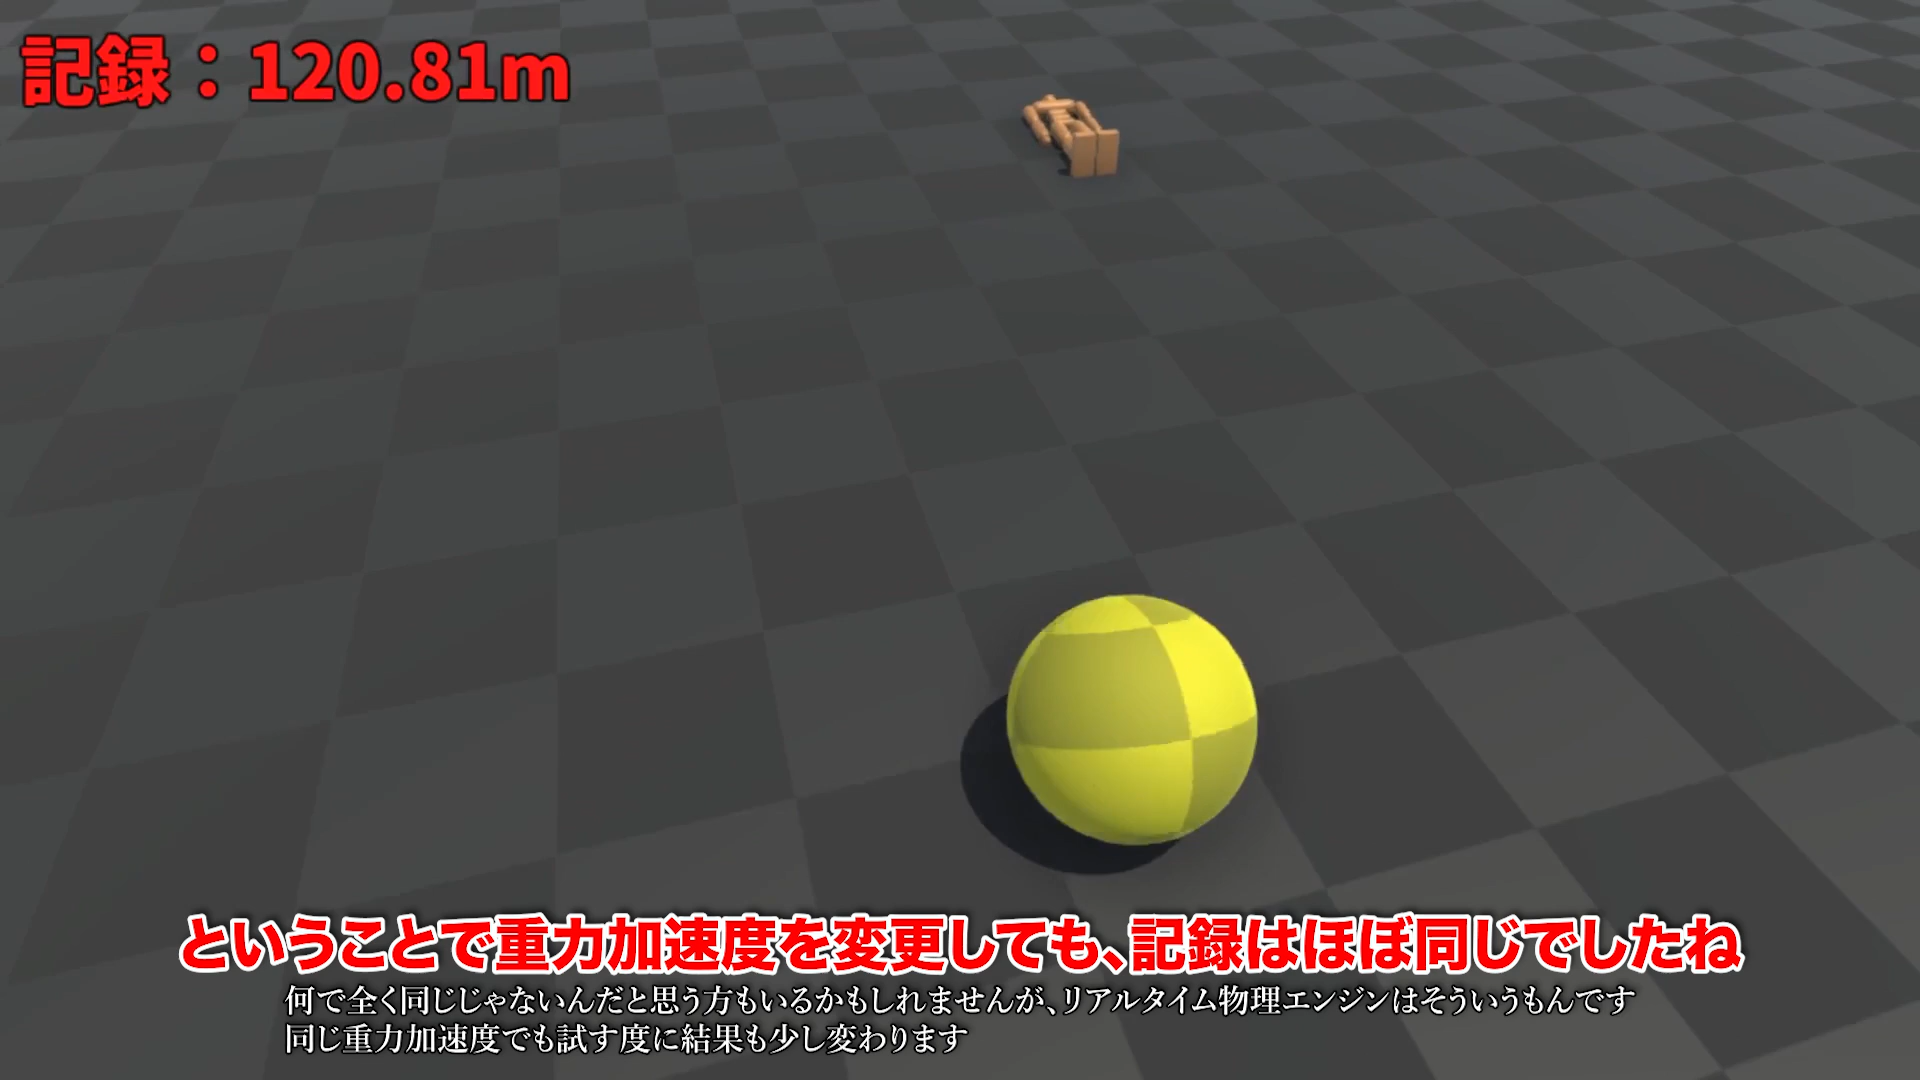 記録：120.81m
ということで重力加速度を変更しても、記録はほぼ同じでしたね
何で全く同じじゃないんだと思う方もいるかもしれませんが、リアルタイム物理エンジンはそういうもんです
同じ重力加速度でも試す度に結果も少し変わります